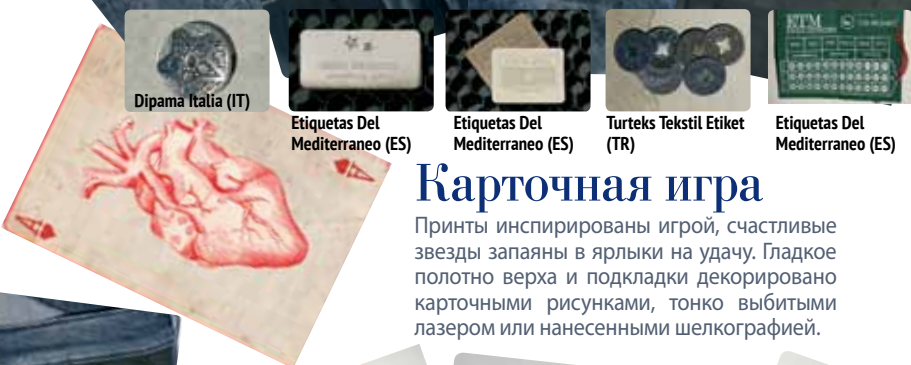 Dipama Italia (IT)
Etiquetas Del
Mediterraneo (ES)
Etiquetas Del
Mediterraneo (ES)
Turteks Tekstil Etiket
(TR)
ETM
Etiquetas Del
Mediterraneo (ES)
A
A
Карточная игра
Принты инспирированы игрой, счастливые
звезды запаяны в ярлыки на удачу. Гладкое
полотно верха и подкладки декорировано
карточными рисунками, тонко выбитыми
лазером или нанесенными шелкографией.